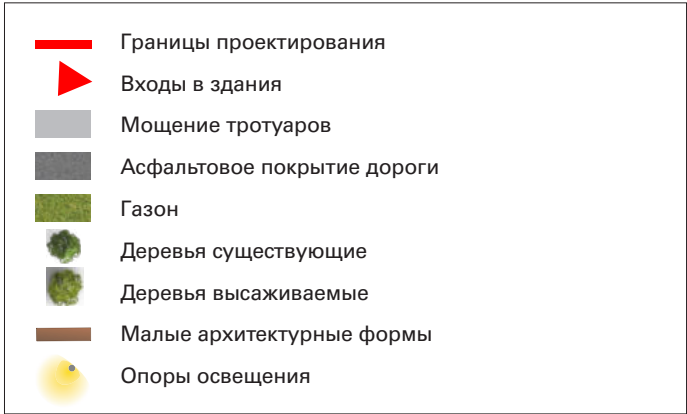 Границы проектирования
Входы в здания
Мощение тротуаров
Асфальтовое покрытие дороги
Газон
Деревья существующие
Деревья высаживаемые
Малые архитектурные формы
Опоры освещения